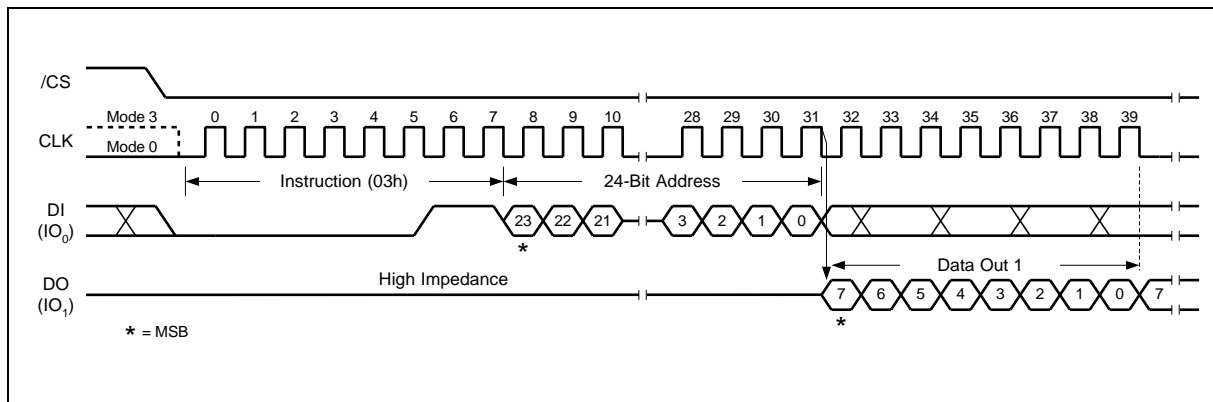 /CS
Mode 3
0 1 2 3 4 5 6 7 8 9 10 28 29 30 31 32 33 34 35 36 37 38 39
CLK
Mode 0
Instruction (03h)
24-Bit Address
DI
(IO0)
23 22 21 3 2 1 0
*
High Impedance
Data Out 1
DO
(IO1)
7 6 5 4 3 2 1 0 7
*
* = MSB